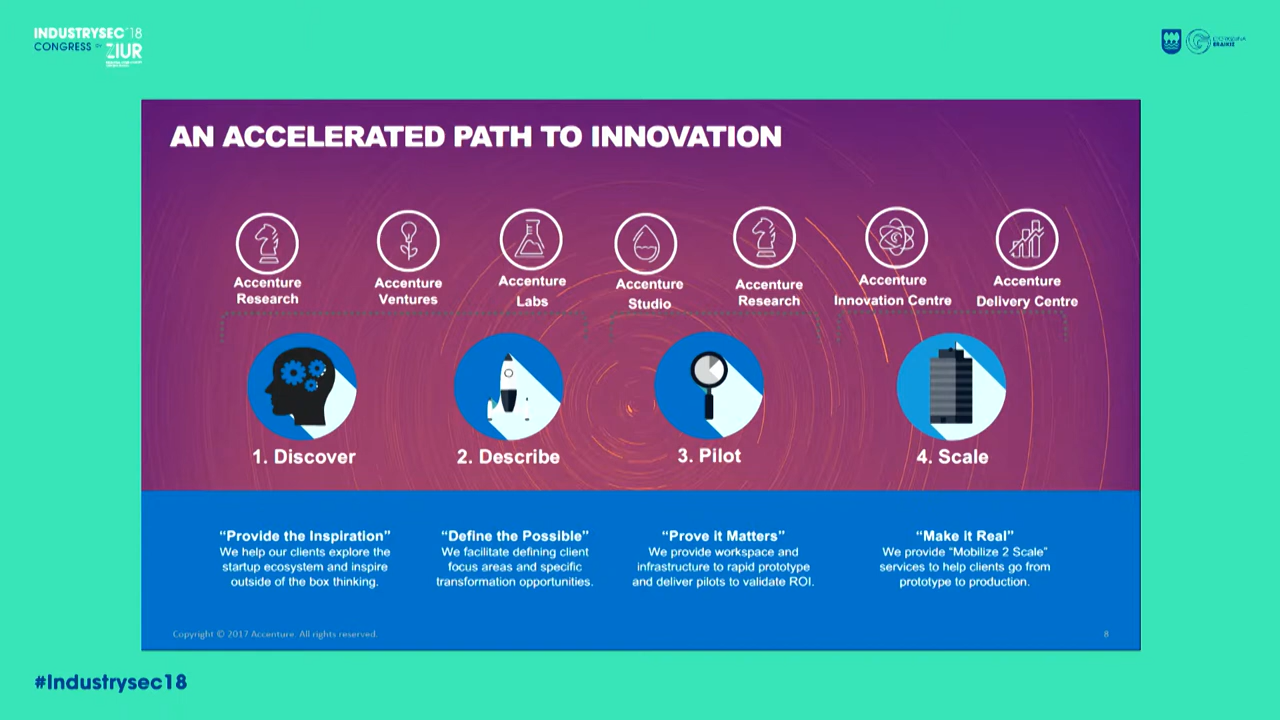 INDUSTRYSEC'18
CONGRESS BY ZIUR
AN ACCELERATED PATH TO INNOVATION
Accenture
Research
Accenture
Ventures
Accenture
Labs
Accenture
Studio
Accenture
Research
Accenture
Innovation Centre
Accenture
Delivery Centre
1. Discover
2. Describe
3. Pilot
4. Scale
“Provide the Inspiration”
We help our clients explore the
startup ecosystem and inspire
outside of the box thinking.
“Define the Possible”
We facilitate defining client
focus areas and specific
transformation opportunities.
“Prove it Matters”
We provide workspace and
infrastructure to rapid prototype
and deliver pilots to validate ROI.
“Make it Real”
We provide “Mobilize 2 Scale”
services to help clients go from
prototype to production.
Copyright © 2017 Accenture. All rights reserved.
8
#Industrysec18